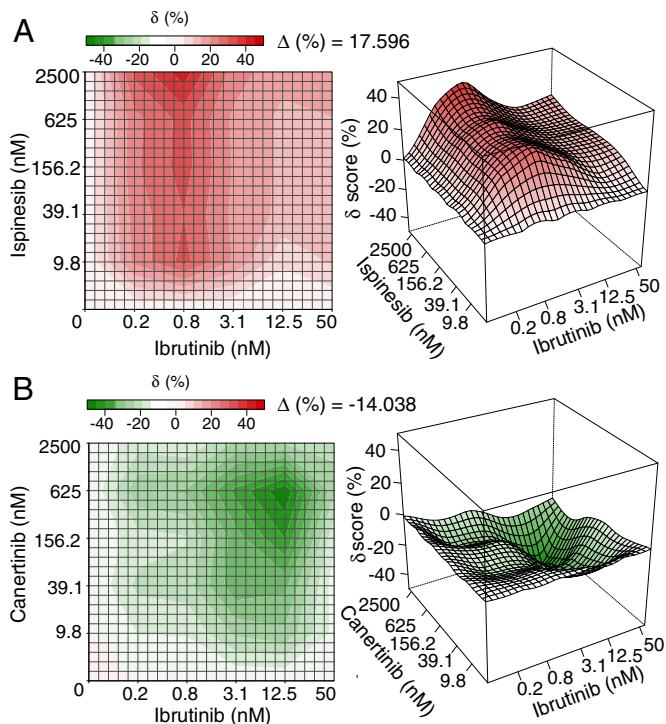 A
δ (%)
-40 -20 0 20 40
Δ (%) = 17.596
Ispinesib (nM)
2500
625
156.2
39.1
9.8
0 0.2 0.8 3.1 12.5 50
Ibrutinib (nM)
δ score (%)
40
20
0
-20
-40
2500
625
156.2
39.1
9.8
Ispinesib (nM)
0.2
0.8
3.1
12.5
50
Ibrutinib (nM)
B
δ (%)
-40 -20 0 20 40
Δ (%) = -14.038
Canertinib (nM)
2500
625
156.2
39.1
9.8
0 0.2 0.8 3.1 12.5 50
Ibrutinib (nM)
δ score (%)
40
20
0
-20
-40
2500
625
156.2
39.1
9.8
Canertinib (nM)
0.2
0.8
3.1
12.5
50
Ibrutinib (nM)